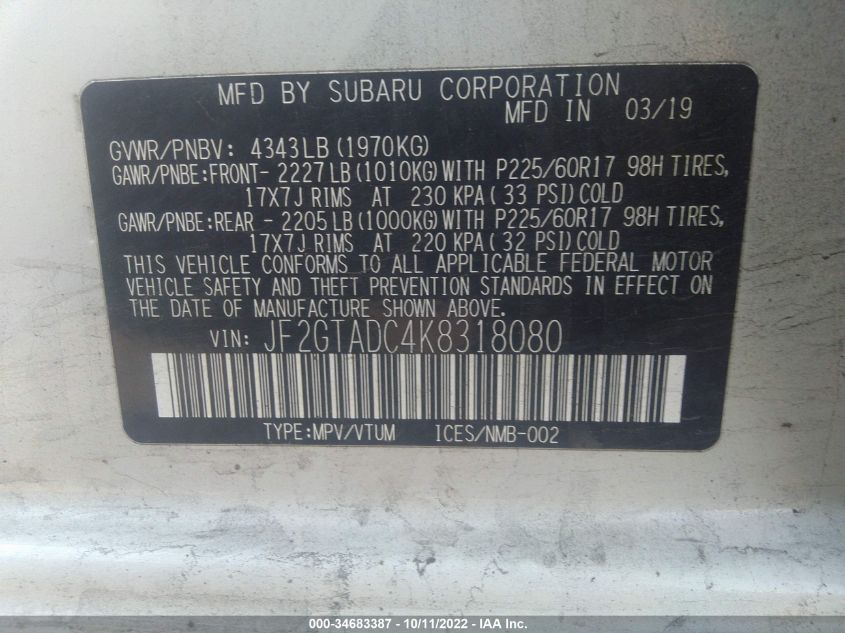 MFD BY SUBARU CORPORATION
MFD IN 03/19
GVWR/PNBV: 4343LB (1970KG)
GAWR/PNBE:FRONT- 2227LB (1010KG) WITH P225/60R17 98H TIRES,
17X7J RIMS AT 230 KPA ( 33 PSI) COLD
GAWR/PNBE:REAR - 2205LB (1000KG) WITH P225/60R17 98H TIRES,
17X7J RIMS AT 220 KPA ( 32 PSI) COLD
THIS VEHICLE CONFORMS TO ALL APPLICABLE FEDERAL MOTOR
VEHICLE SAFETY AND THEFT PREVENTION STANDARDS IN EFFECT ON
THE DATE OF MANUFACTURE SHOWN ABOVE.
VIN: JF2GTADC4K8318080
TYPE:MPV/VTUM ICES/NMB-002
000-34683387 - 10/11/2022 - IAA Inc.